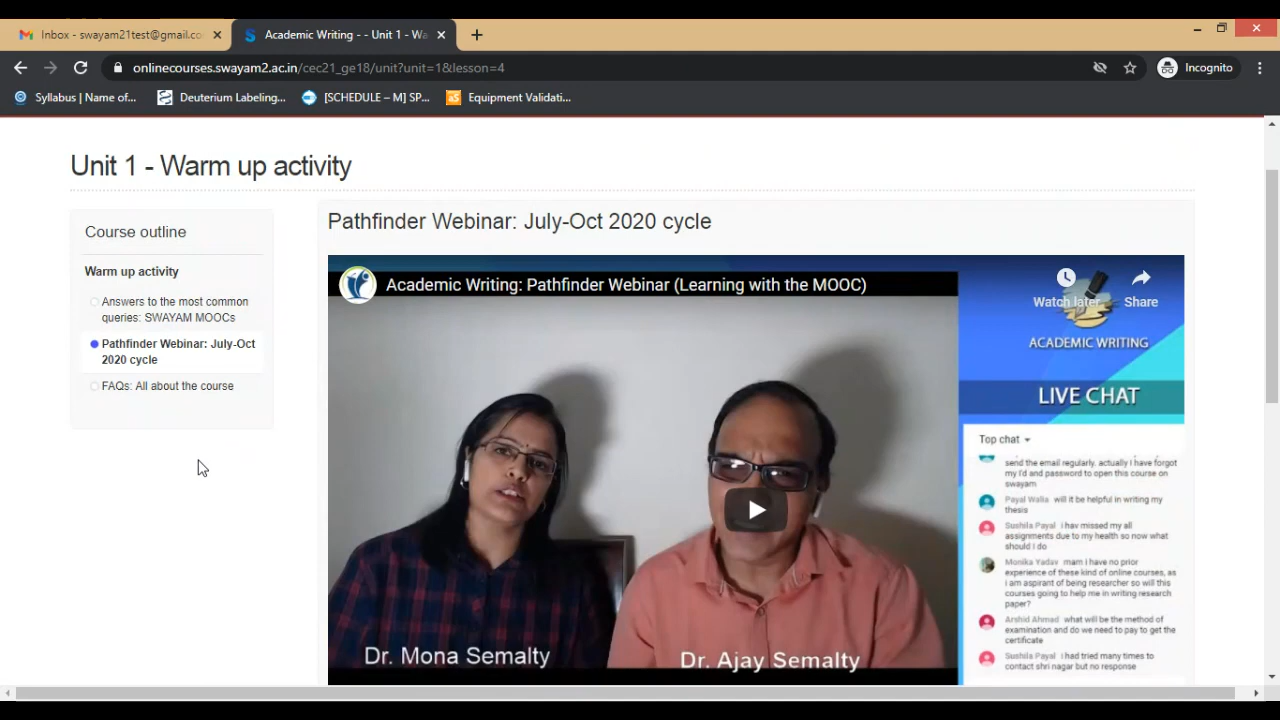 Inbox - swayam21test@gmail.co
Academic Writing - - Unit 1 - Wa
onlinecourses.swayam2.ac.in/cec21_ge18/unit?unit=1&lesson=4
Incognito
Syllabus | Name of...
Deuterium Labeling...
[SCHEDULE – M] SP...
Equipment Validati...
Unit 1 - Warm up activity
Course outline
Warm up activity
Answers to the most common
queries: SWAYAM MOOCs
Pathfinder Webinar: July-Oct
2020 cycle
FAQs: All about the course
Pathfinder Webinar: July-Oct 2020 cycle
Academic Writing: Pathfinder Webinar (Learning with the MOOC)
Watch later
Share
ACADEMIC WRITING
LIVE CHAT
Top chat
send the email regularly. actually I have forgot
my I'd and password to open this course on
swayam
Payal Walia will it be helpful in writing my
thesis
Sushila Payal i hav missed my all
assignments due to my health so now what
should I do
Monika Yadav mam i have no prior
experience of these kind of online courses, as
i am aspirant of being researcher so will this
courses going to help me in writing research
paper?
Arshid Ahmad what will be the method of
examination and do we need to pay to get the
certificate
Sushila Payal i had tried many times to
contact shri nagar but no response
Dr. Mona Semalty
Dr. Ajay Semalty